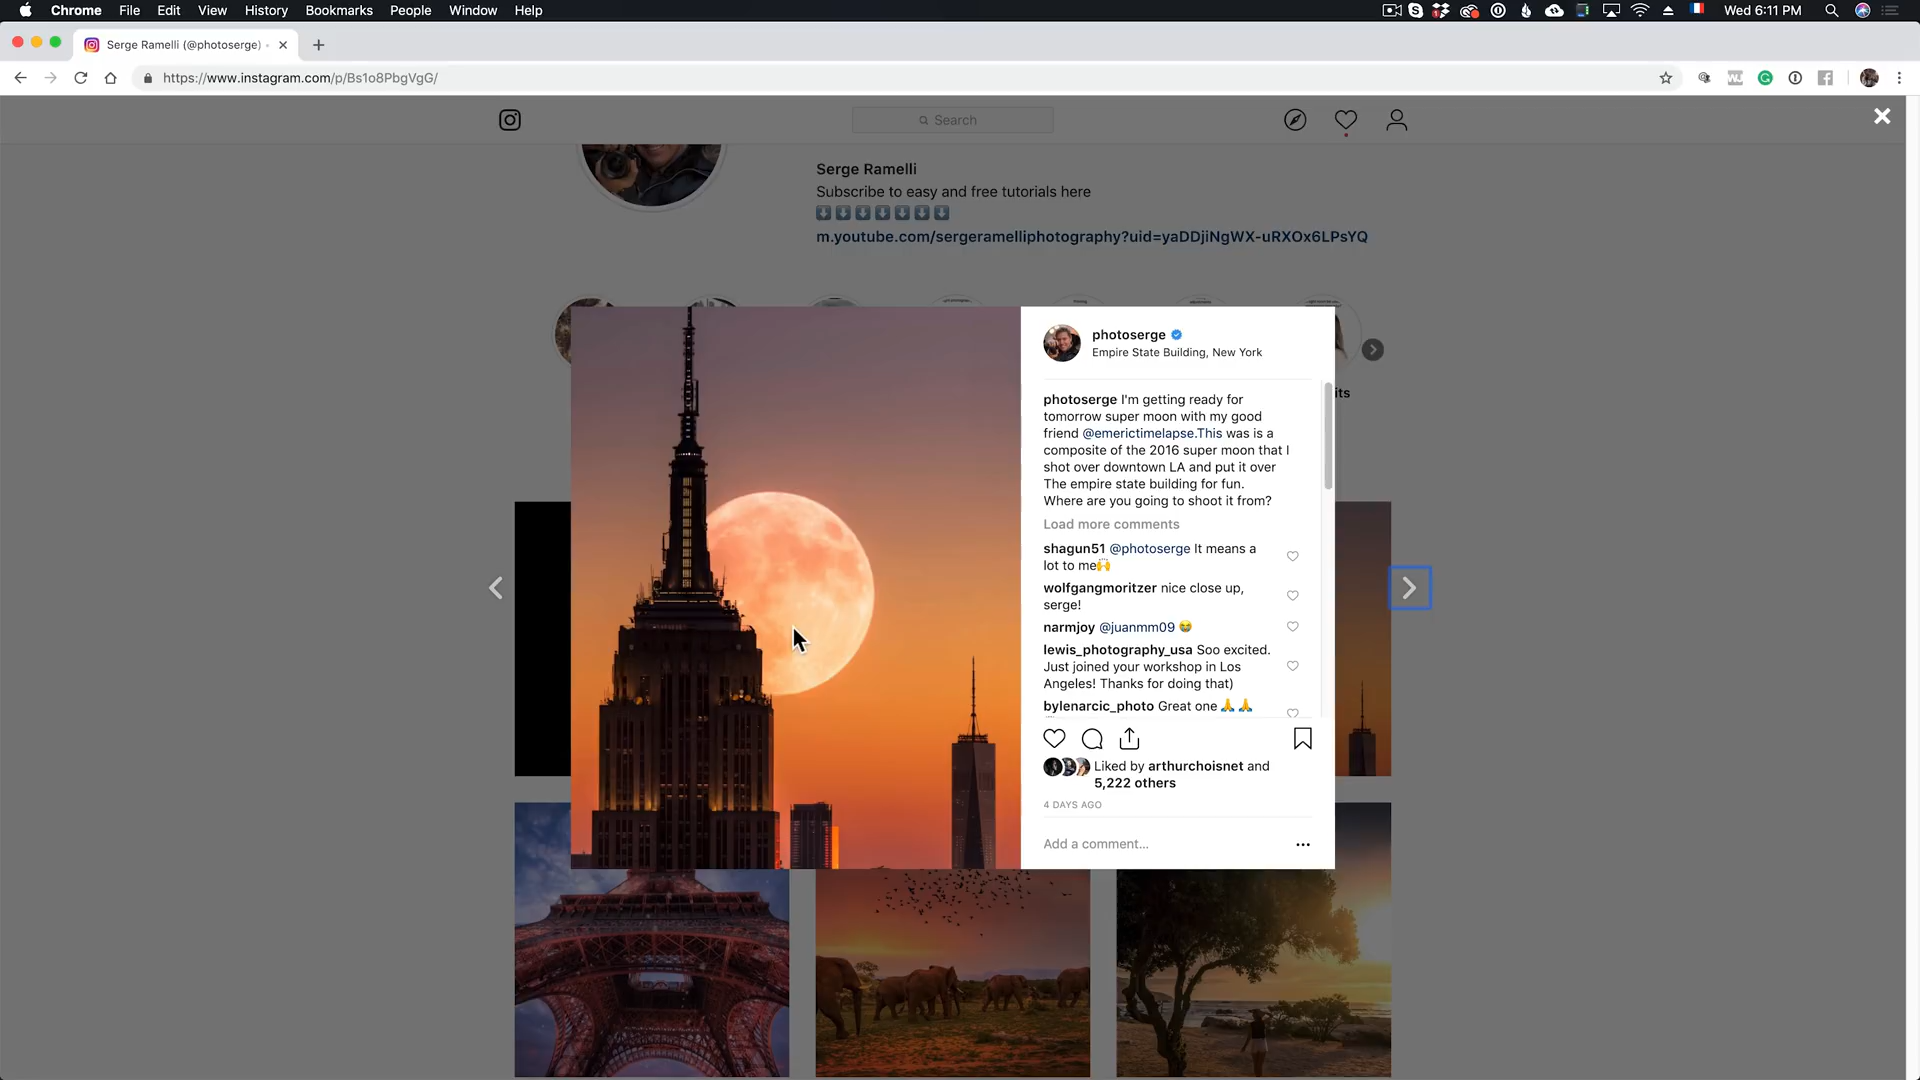 Chrome File Edit View History Bookmarks People Window Help
Wed 6:11 PM
Serge Ramelli (@photoserge)
https://www.instagram.com/p/Bs1o8PbgVgG/
Search
Serge Ramelli
Subscribe to easy and free tutorials here
m.youtube.com/sergeramelliphotography?uid=yaDDjiNgWX-uRXOx6LPsYQ
photoserge
Empire State Building, New York
photoserge I'm getting ready for
tomorrow super moon with my good
friend @emerictimelapse.This was is a
composite of the 2016 super moon that I
shot over downtown LA and put it over
The empire state building for fun.
Where are you going to shoot it from?
Load more comments
shagun51 @photoserge It means a
lot to me🙌
wolfgangmoritzer nice close up,
serge!
narmjoy @juanmm09 😂
lewis_photography_usa Soo excited.
Just joined your workshop in Los
Angeles! Thanks for doing that)
bylenarcic_photo Great one 🙏 🙏
Liked by arthurchoisnet and
5,222 others
4 DAYS AGO
Add a comment...